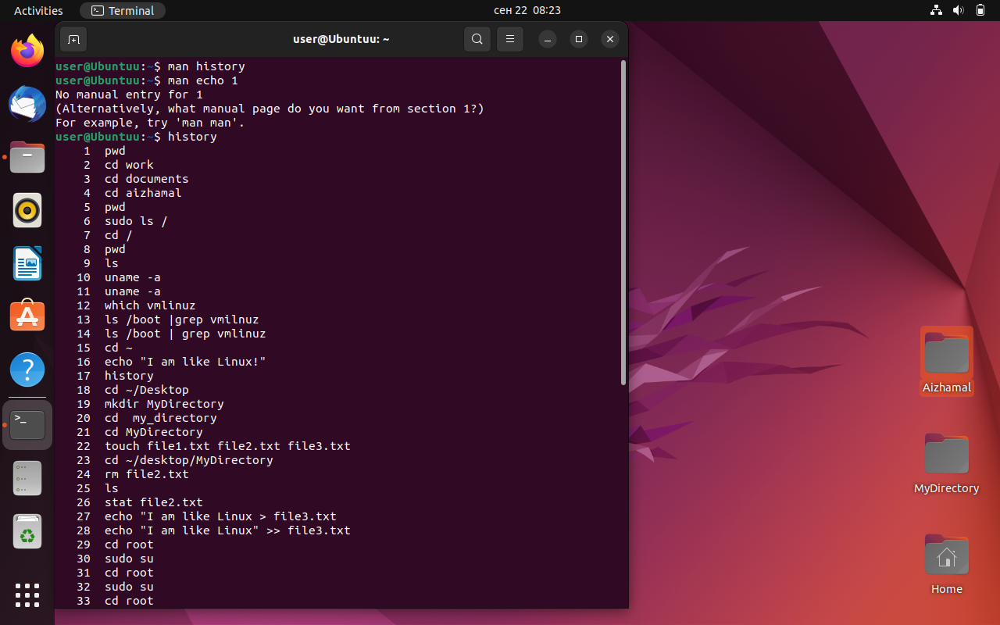 Activities
Terminal
сен 22 08:23
user@Ubuntuu: ~
user@Ubuntuu:~$ man history
user@Ubuntuu:~$ man echo 1
No manual entry for 1
(Alternatively, what manual page do you want from section 1?)
For example, try 'man man'.
user@Ubuntuu:~$ history
1 pwd
2 cd work
3 cd documents
4 cd aizhamal
5 pwd
6 sudo ls /
7 cd /
8 pwd
9 ls
10 uname -a
11 uname -a
12 which vmlinuz
13 ls /boot |grep vmilnuz
14 ls /boot | grep vmlinuz
15 cd ~
16 echo "I am like Linux!"
17 history
18 cd ~/Desktop
19 mkdir MyDirectory
20 cd  my_directory
21 cd MyDirectory
22 touch file1.txt file2.txt file3.txt
23 cd ~/desktop/MyDirectory
24 rm file2.txt
25 ls
26 stat file2.txt
27 echo "I am like Linux > file3.txt
28 echo "I am like Linux" >> file3.txt
29 cd root
30 sudo su
31 cd root
32 sudo su
33 cd root
Aizhamal
MyDirectory
Home